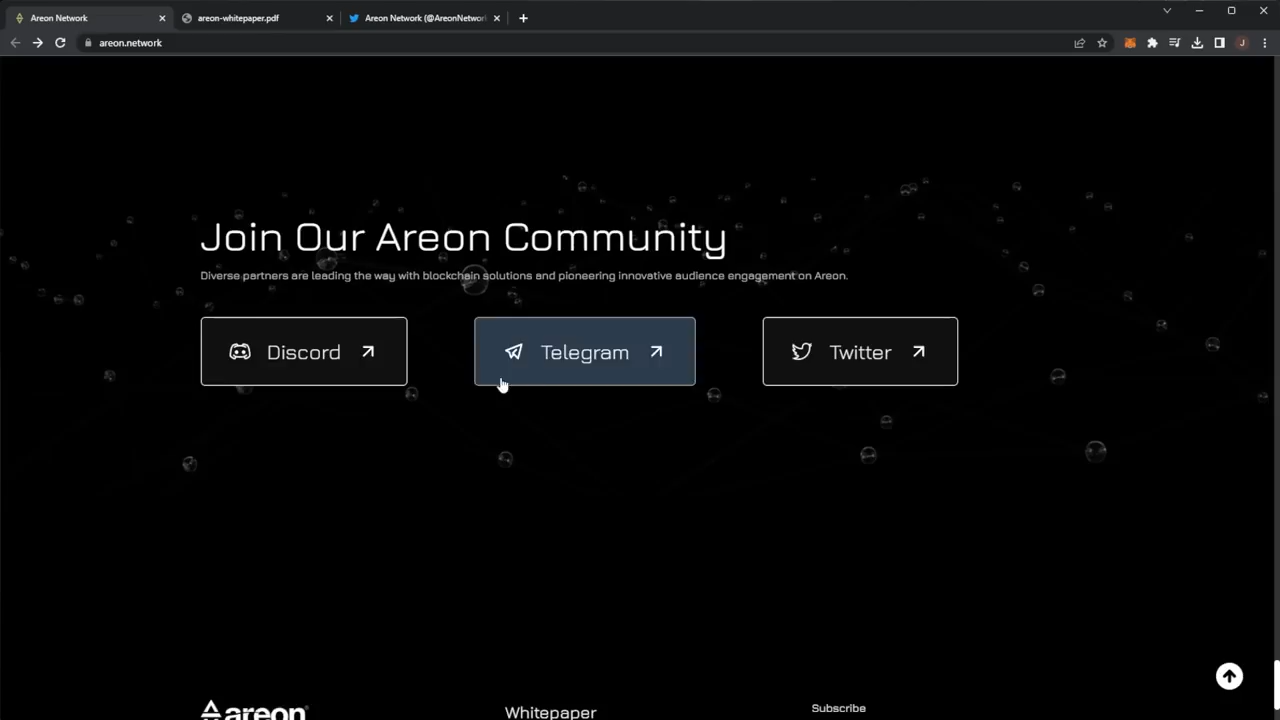 Areon Network
areon-whitepaper.pdf
Areon Network (@AreonNetwor
areon.network
J
Join Our Areon Community
Diverse partners are leading the way with blockchain solutions and pioneering innovative audience engagement on Areon.
Discord
Telegram
Twitter
areon
Whitepaper
Subscribe